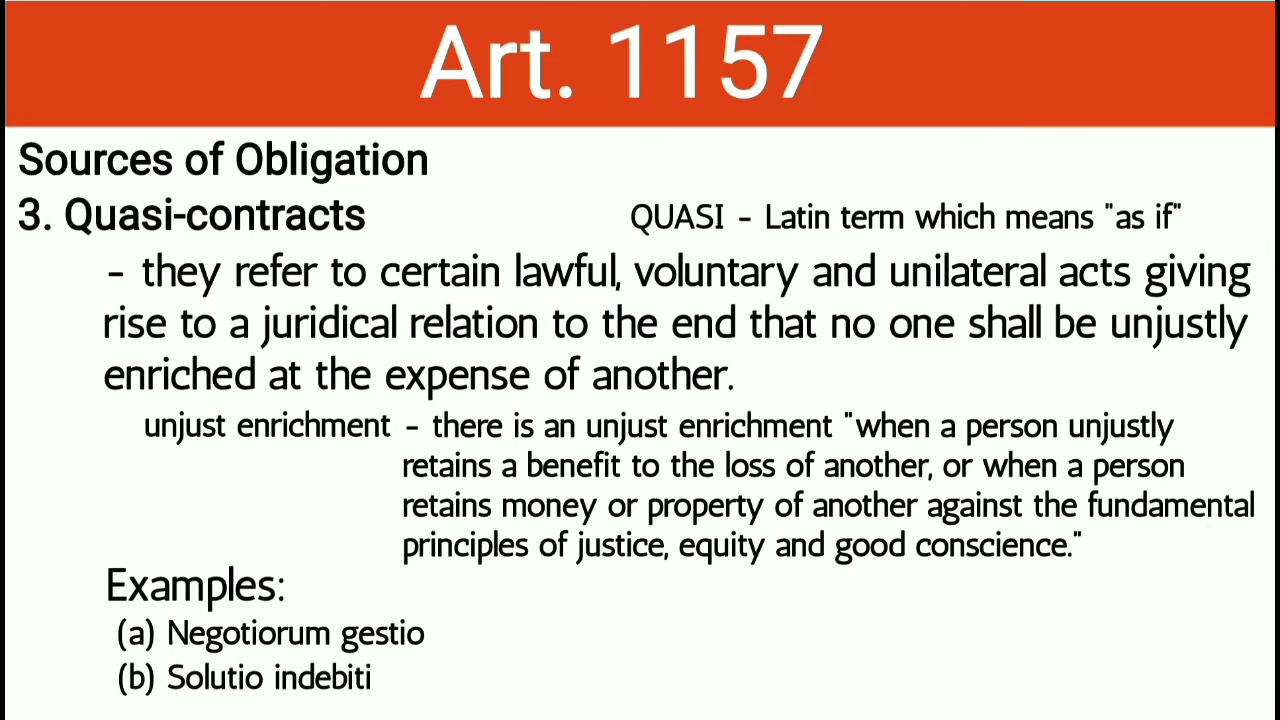 Art. 1157
Sources of Obligation
3. Quasi-contracts QUASI - Latin term which means "as if"
- they refer to certain lawful, voluntary and unilateral acts giving
rise to a juridical relation to the end that no one shall be unjustly
enriched at the expense of another.
unjust enrichment - there is an unjust enrichment "when a person unjustly
retains a benefit to the loss of another, or when a person
retains money or property of another against the fundamental
principles of justice, equity and good conscience."
Examples:
(a) Negotiorum gestio
(b) Solutio indebiti